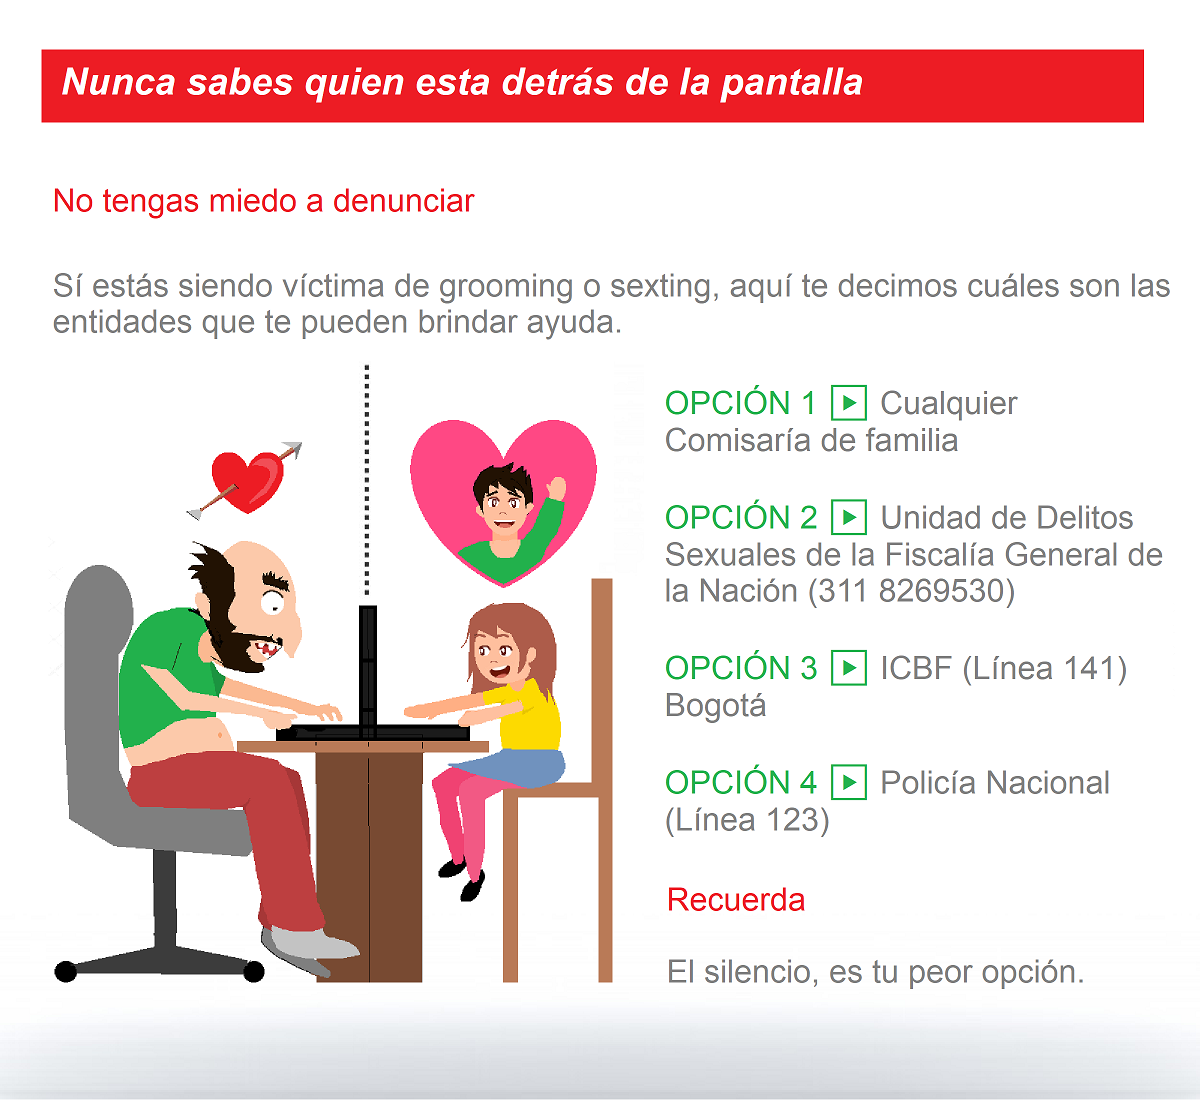 Nunca sabes quien esta detrás de la pantalla
No tengas miedo a denunciar
Sí estás siendo víctima de grooming o sexting, aquí te decimos cuáles son las
entidades que te pueden brindar ayuda.
OPCIÓN 1 Cualquier
Comisaría de familia
OPCIÓN 2 Unidad de Delitos
Sexuales de la Fiscalía General de
la Nación (311 8269530)
OPCIÓN 3 ICBF (Línea 141)
Bogotá
OPCIÓN 4 Policía Nacional
(Línea 123)
Recuerda
El silencio, es tu peor opción.